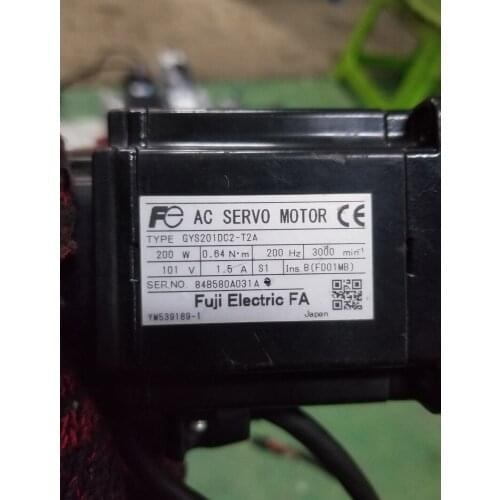 Fe AC SERVO MOTOR CE
TYPE GYS201DC2-T2A
200 W 0.64 N·m 200 Hz 3000 min⁻¹
101 V 1.5 A S1 Ins.B(FD01MB)
SER.NO. 848580A031A
Fuji Electric FA
YM539189-1 Japan